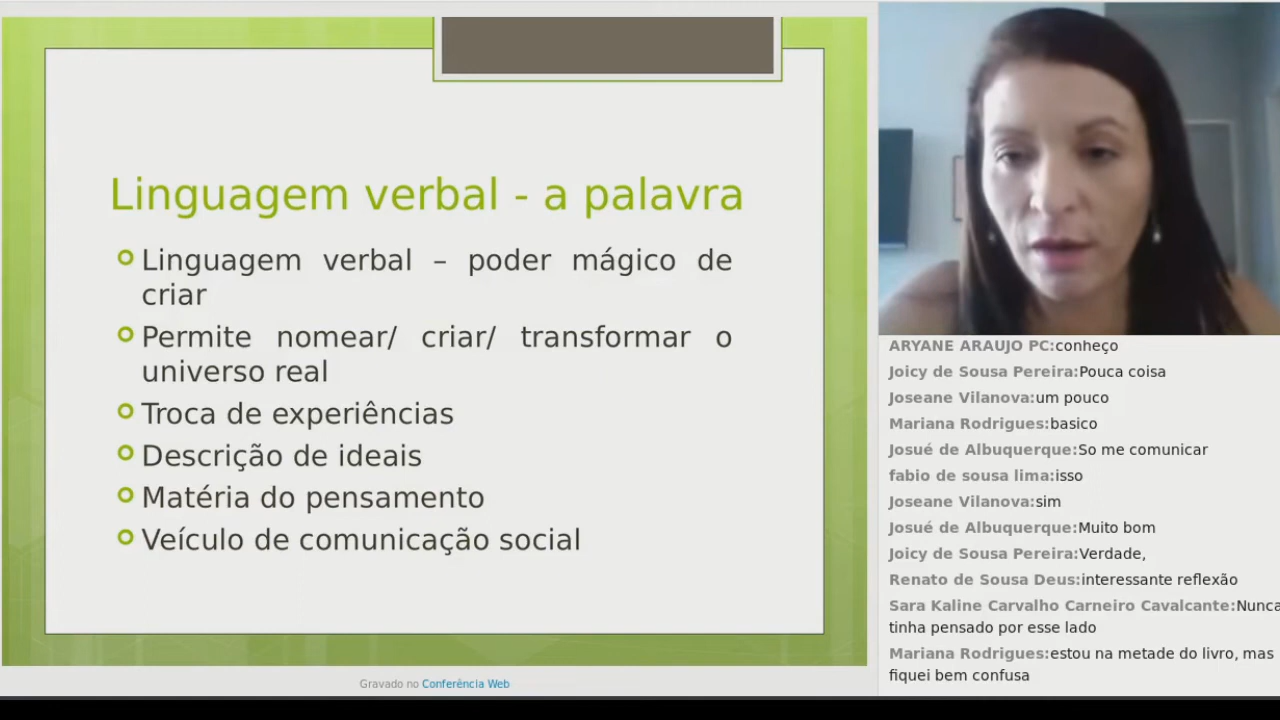 Linguagem verbal - a palavra
Linguagem verbal – poder mágico de
criar
Permite nomear/ criar/ transformar o
universo real
Troca de experiências
Descrição de ideais
Matéria do pensamento
Veículo de comunicação social
Gravado no Conferência Web
ARYANE ARAUJO PC:conheço
Joicy de Sousa Pereira:Pouca coisa
Joseane Vilanova:um pouco
Mariana Rodrigues:basico
Josué de Albuquerque:So me comunicar
fabio de sousa lima:isso
Joseane Vilanova:sim
Josué de Albuquerque:Muito bom
Joicy de Sousa Pereira:Verdade,
Renato de Sousa Deus:interessante reflexão
Sara Kaline Carvalho Carneiro Cavalcante:Nunca
tinha pensado por esse lado
Mariana Rodrigues:estou na metade do livro, mas
fiquei bem confusa